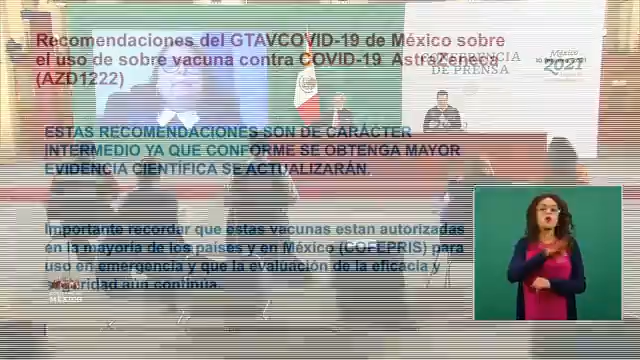 Recomendaciones del GTAVCOVID-19 de México sobre
el uso de sobre vacuna contra COVID-19 AstraZeneca
(AZD1222)
CONFERENCIA
DE PRENSA
México
2021
ESTAS RECOMENDACIONES SON DE CARÁCTER
INTERMEDIO YA QUE CONFORME SE OBTENGA MAYOR
EVIDENCIA CIENTÍFICA SE ACTUALIZARÁN.
Importante recordar que estas vacunas estan autorizadas
en la mayoría de los países y en México (COFEPRIS) para
uso en emergencia y que la evaluación de la eficacia y
aún continúa.
MÉXICO